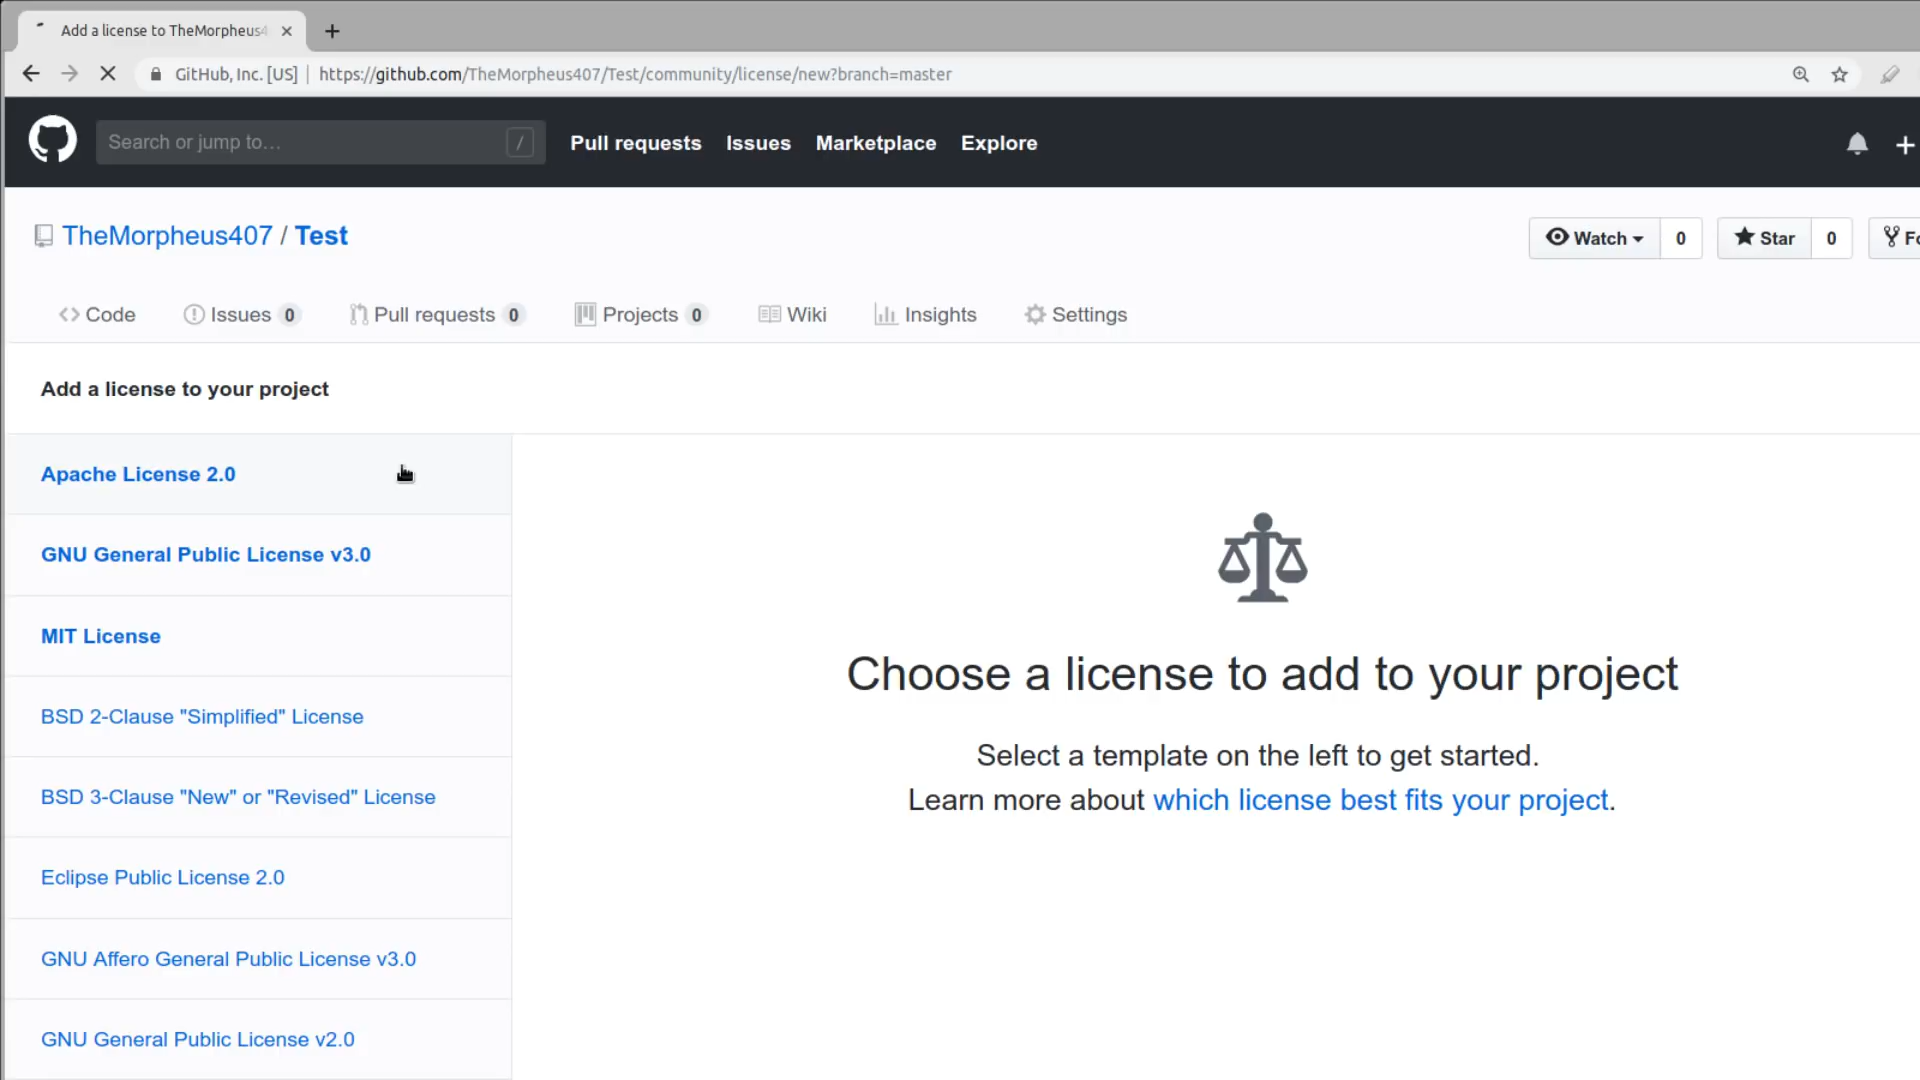 Add a license to TheMorpheus4
GitHub, Inc. [US] | https://github.com/TheMorpheus407/Test/community/license/new?branch=master
Search or jump to… /
Pull requests Issues Marketplace Explore
TheMorpheus407 / Test
Watch 0 Star 0 Fo
Code Issues 0 Pull requests 0 Projects 0 Wiki Insights Settings
Add a license to your project
Apache License 2.0
GNU General Public License v3.0
MIT License
BSD 2-Clause "Simplified" License
BSD 3-Clause "New" or "Revised" License
Eclipse Public License 2.0
GNU Affero General Public License v3.0
GNU General Public License v2.0
Choose a license to add to your project
Select a template on the left to get started.
Learn more about which license best fits your project.